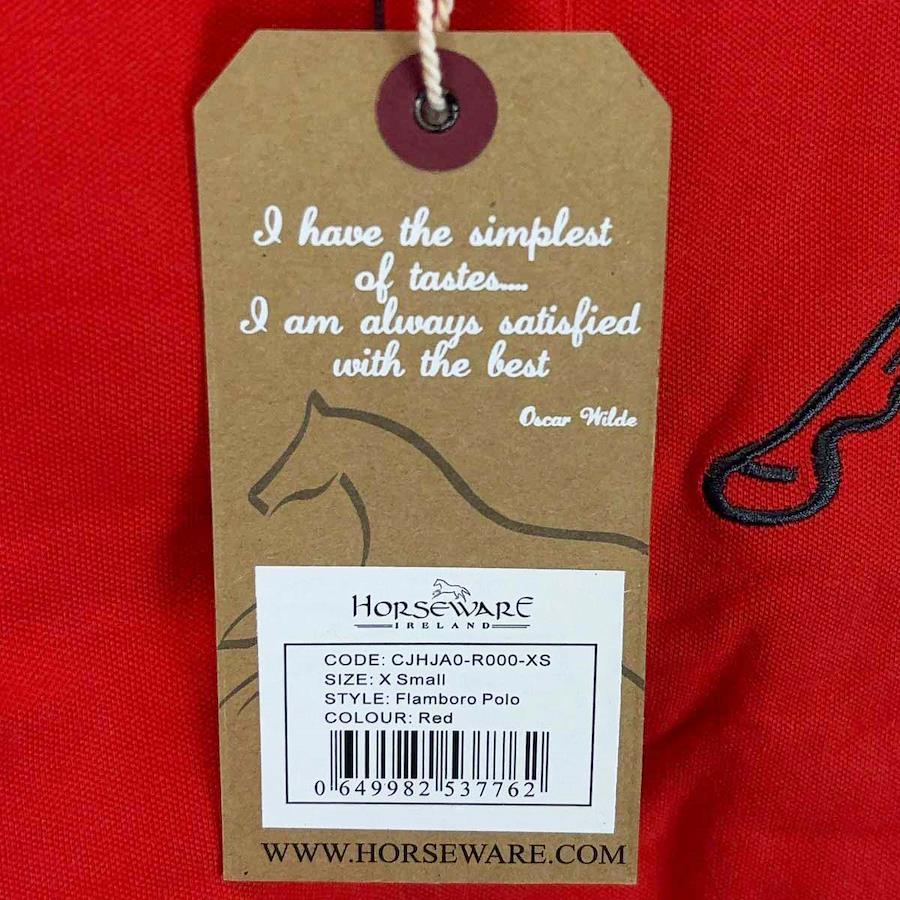 I have the simplest
of tastes....
I am always satisfied
with the best
Oscar Wilde
HORSEWARE
IRELAND
CODE: CJHJA0-R000-XS
SIZE: X Small
STYLE: Flamboro Polo
COLOUR: Red
0 649982 537762
WWW.HORSEWARE.COM